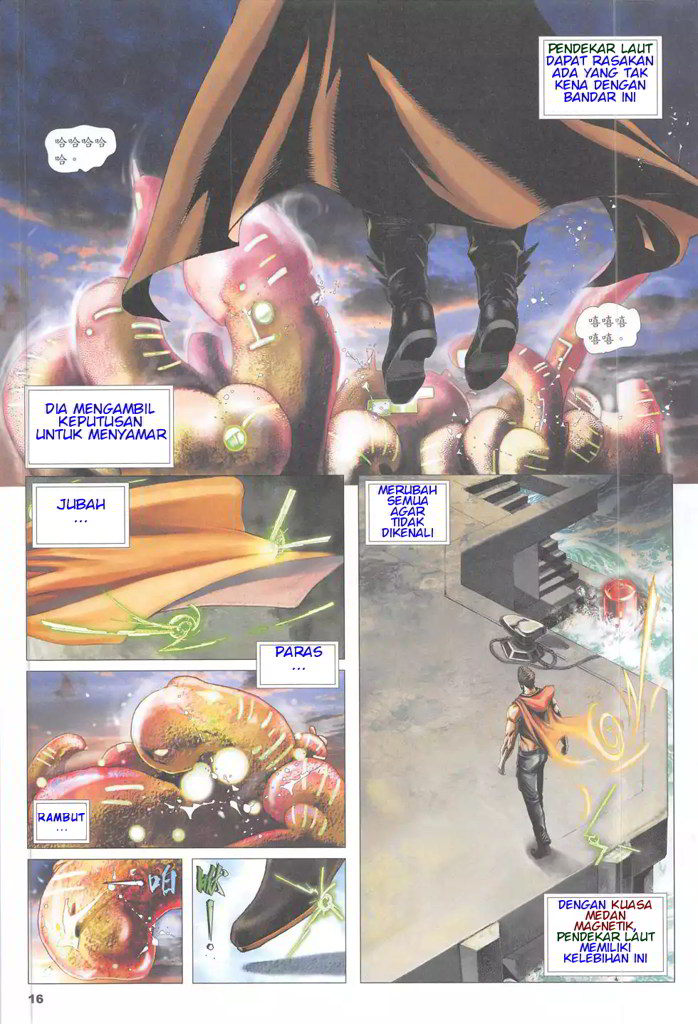 PENDEKAR LAUT
DAPAT RASAKAN
ADA YANG TAK
KENA DENGAN
BANDAR INI
哈哈哈哈
哈。
嘻嘻嘻
嘻嘻。
DIA MENGAMBIL
KEPUTUSAN
UNTUK MENYAMAR
JUBAH
...
MERUBAH
SEMUA
AGAR
TIDAK
DIKENALI
PARAS
...
RAMBUT
...
DENGAN KUASA
MEDAN
MAGNETIK,
PENDEKAR LAUT
MEMILIKI
KELEBIHAN INI
16